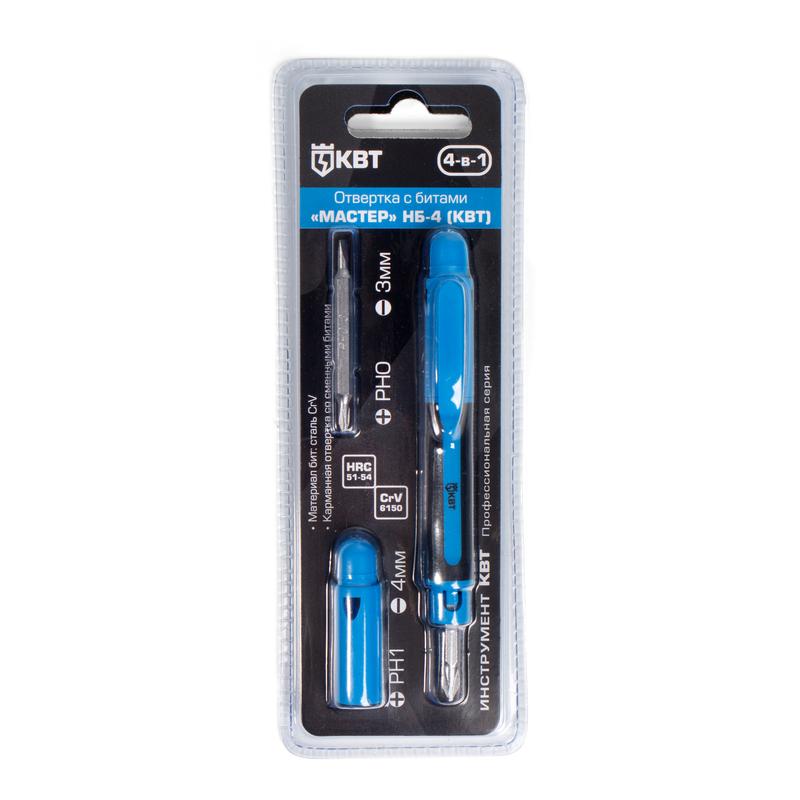 КВТ
4-в-1
Отвертка с битами
«МАСТЕР» НБ-4 (КВТ)
• Материал бит: сталь CrV
• Карманная отвертка со сменными битами
PH0 3мм
HRC
51-54
CrV
6150
PH1 4мм
КВТ
ИНСТРУМЕНТ КВТ Профессиональная серия